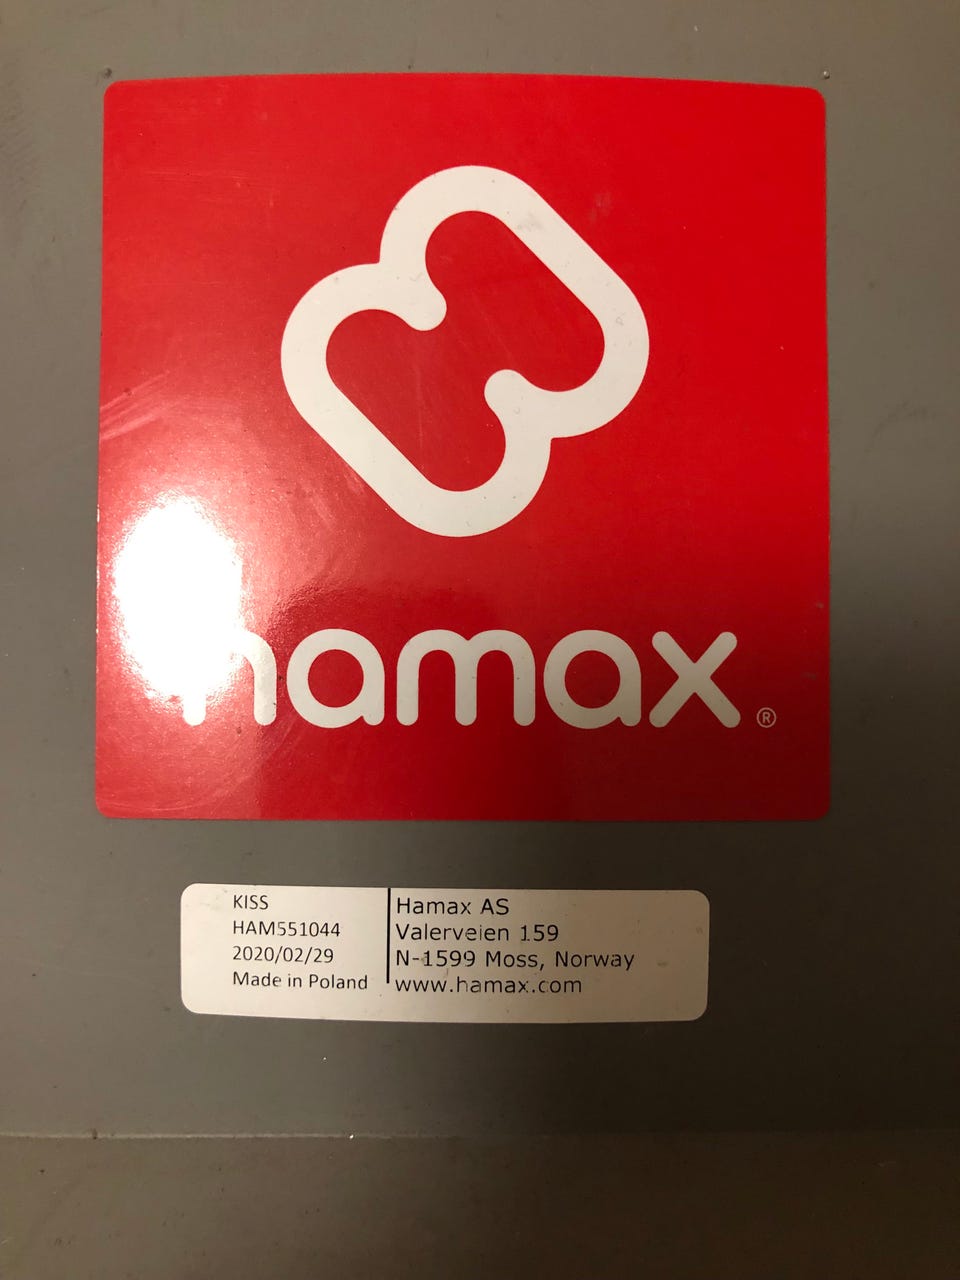 hamax®
KISS
HAM551044
2020/02/29
Made in Poland
Hamax AS
Valerveien 159
N-1599 Moss, Norway
www.hamax.com